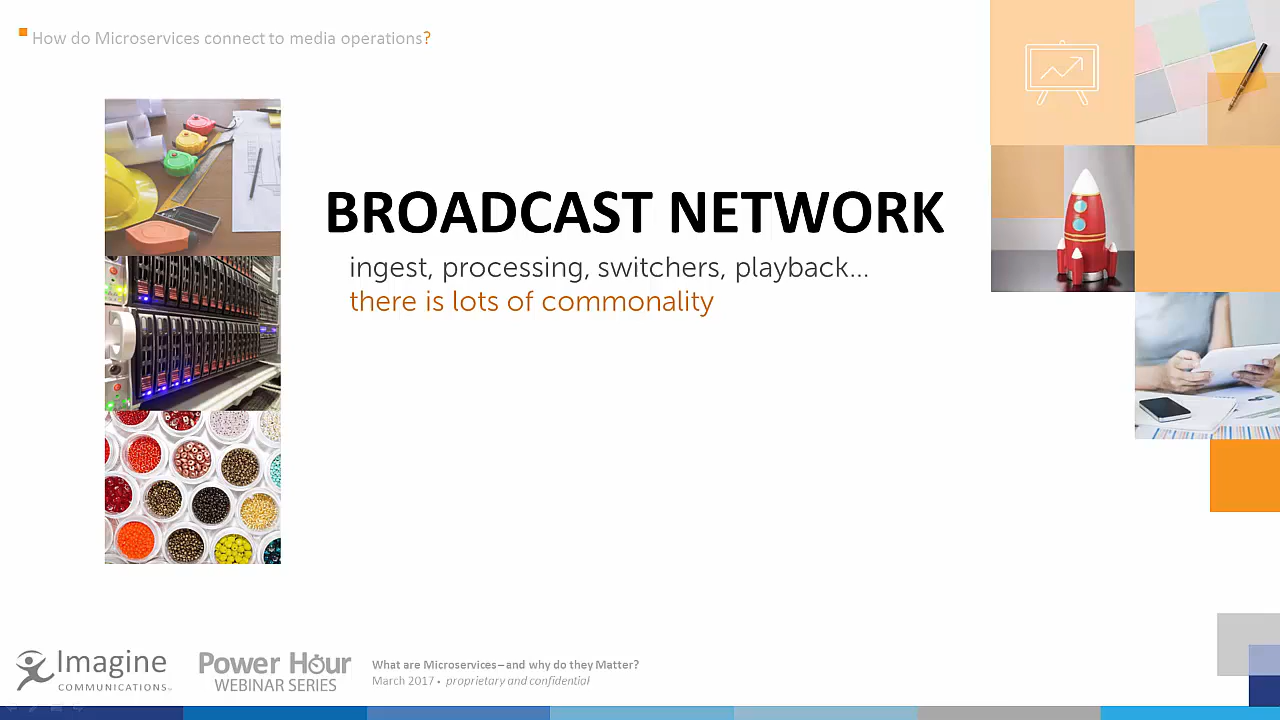 How do Microservices connect to media operations?
BROADCAST NETWORK
ingest, processing, switchers, playback...
there is lots of commonality
Imagine
COMMUNICATIONS
Power Hour
WEBINAR SERIES
What are Microservices–and why do they Matter?
March 2017 • proprietary and confidential